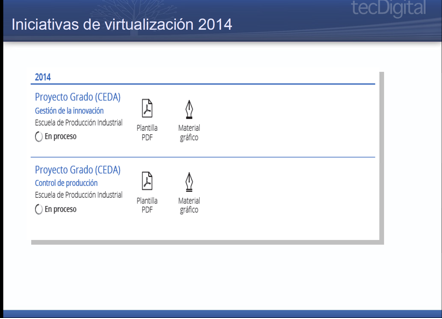 tecDigital
Iniciativas de virtualización 2014
2014
Proyecto Grado (CEDA)
Gestión de la innovación
Escuela de Producción Industrial
En proceso
Plantilla
PDF
Material
gráfico
Proyecto Grado (CEDA)
Control de producción
Escuela de Producción Industrial
En proceso
Plantilla
PDF
Material
gráfico